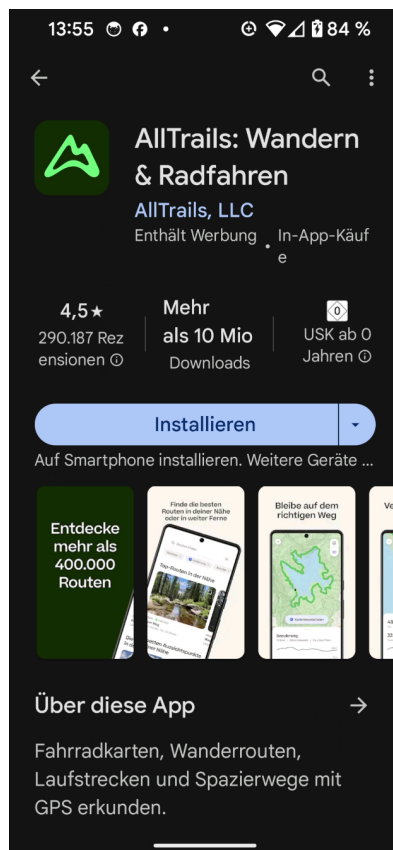 13:55
84 %
AllTrails: Wandern
& Radfahren
AllTrails, LLC
Enthält Werbung
In-App-Käuf
e
4,5★
290.187 Rez
ensionen
Mehr
als 10 Mio
Downloads
0
USK ab 0
Jahren
Installieren
Auf Smartphone installieren. Weitere Geräte ...
Entdecke
mehr als
400.000
Routen
Finde die besten
Routen in deiner Nähe
oder in weiter Ferne
Top-Routen in der Nähe
Bleibe auf dem
richtigen Weg
Ve
Über diese App
Fahrradkarten, Wanderrouten,
Laufstrecken und Spazierwege mit
GPS erkunden.